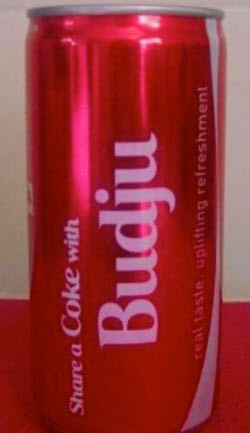 Share a Coke with
Budju
real taste. uplifting refreshment